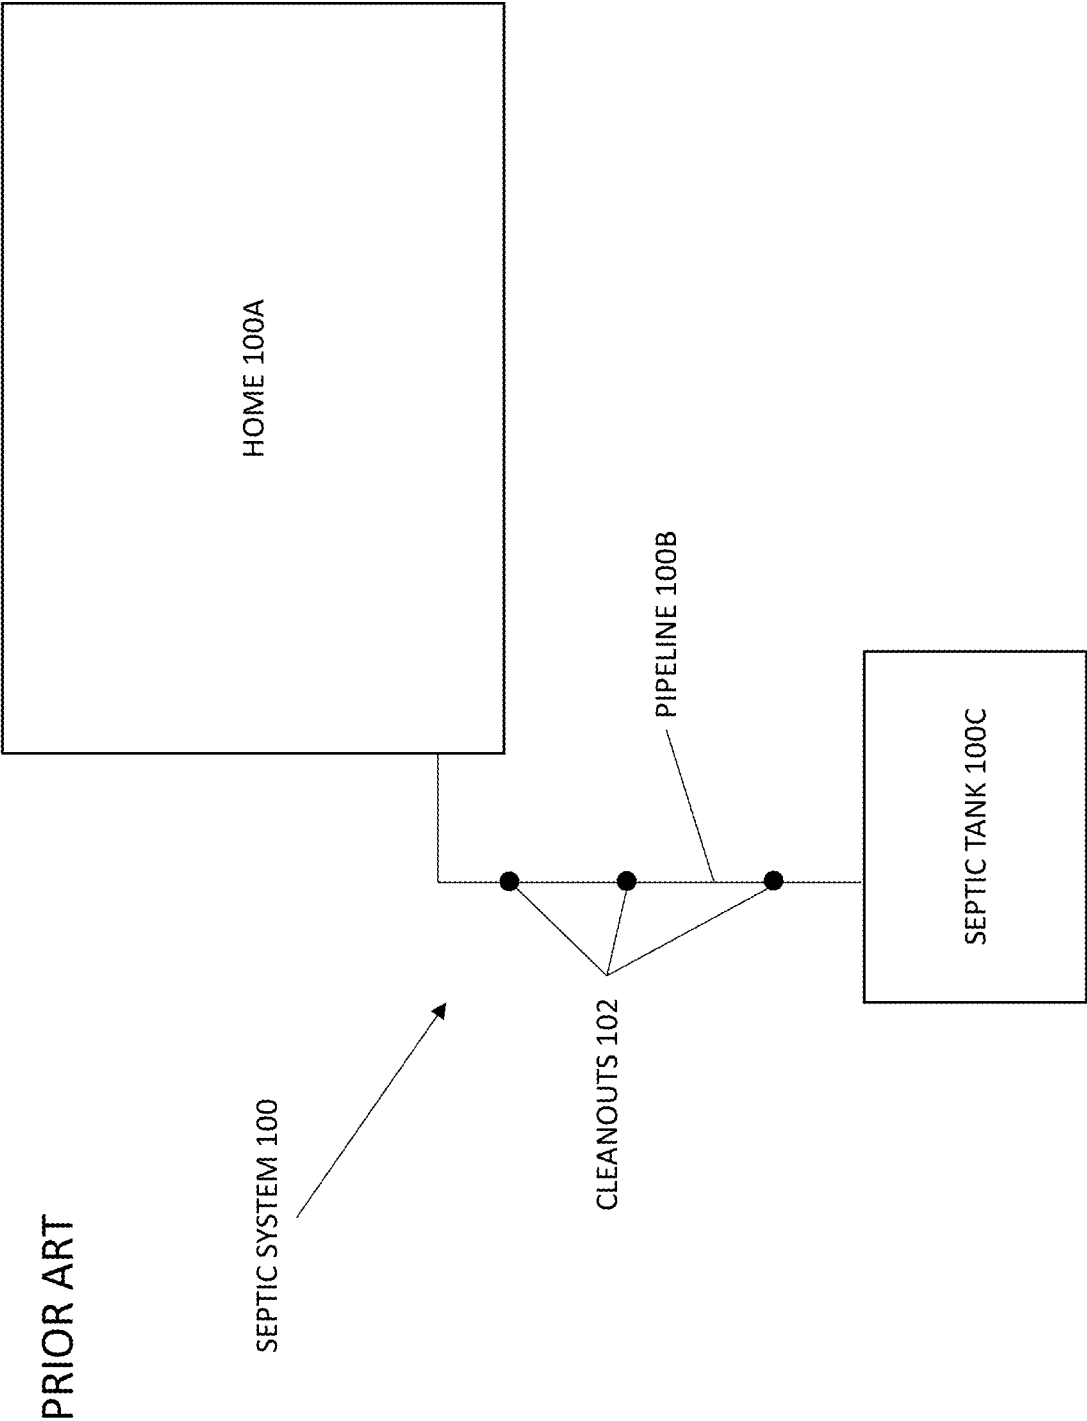 PRIOR ART
SEPTIC SYSTEM 100
HOME 100A
CLEANOUTS 102
PIPELINE 100B
SEPTIC TANK 100C